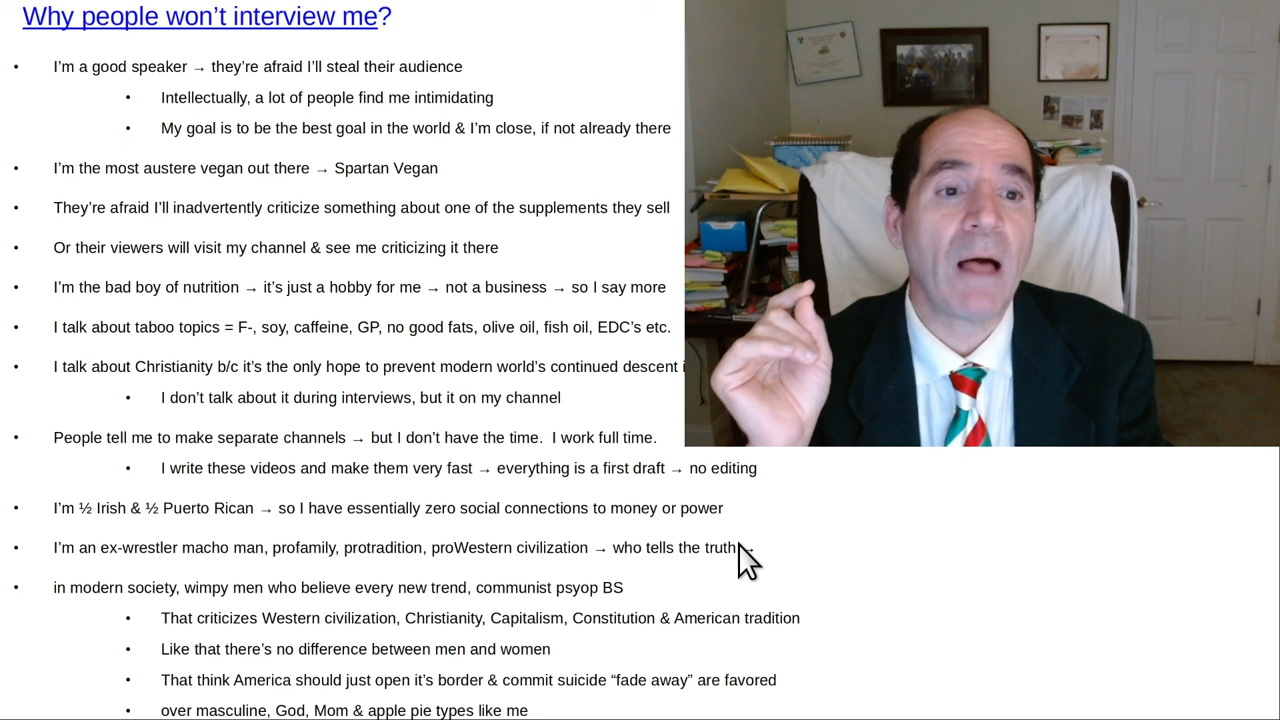 Why people won’t interview me?
• I’m a good speaker → they’re afraid I’ll steal their audience
• Intellectually, a lot of people find me intimidating
• My goal is to be the best goal in the world & I’m close, if not already there
• I’m the most austere vegan out there → Spartan Vegan
• They’re afraid I’ll inadvertently criticize something about one of the supplements they sell
• Or their viewers will visit my channel & see me criticizing it there
• I’m the bad boy of nutrition → it’s just a hobby for me → not a business → so I say more
• I talk about taboo topics = F-, soy, caffeine, GP, no good fats, olive oil, fish oil, EDC’s etc.
• I talk about Christianity b/c it’s the only hope to prevent modern world’s continued descent i
• I don’t talk about it during interviews, but it on my channel
• People tell me to make separate channels → but I don’t have the time.  I work full time.
• I write these videos and make them very fast → everything is a first draft → no editing
• I’m ½ Irish & ½ Puerto Rican → so I have essentially zero social connections to money or power
• I’m an ex-wrestler macho man, profamily, protradition, proWestern civilization → who tells the truth →
• in modern society, wimpy men who believe every new trend, communist psyop BS
• That criticizes Western civilization, Christianity, Capitalism, Constitution & American tradition
• Like that there’s no difference between men and women
• That think America should just open it’s border & commit suicide “fade away” are favored
• over masculine, God, Mom & apple pie types like me